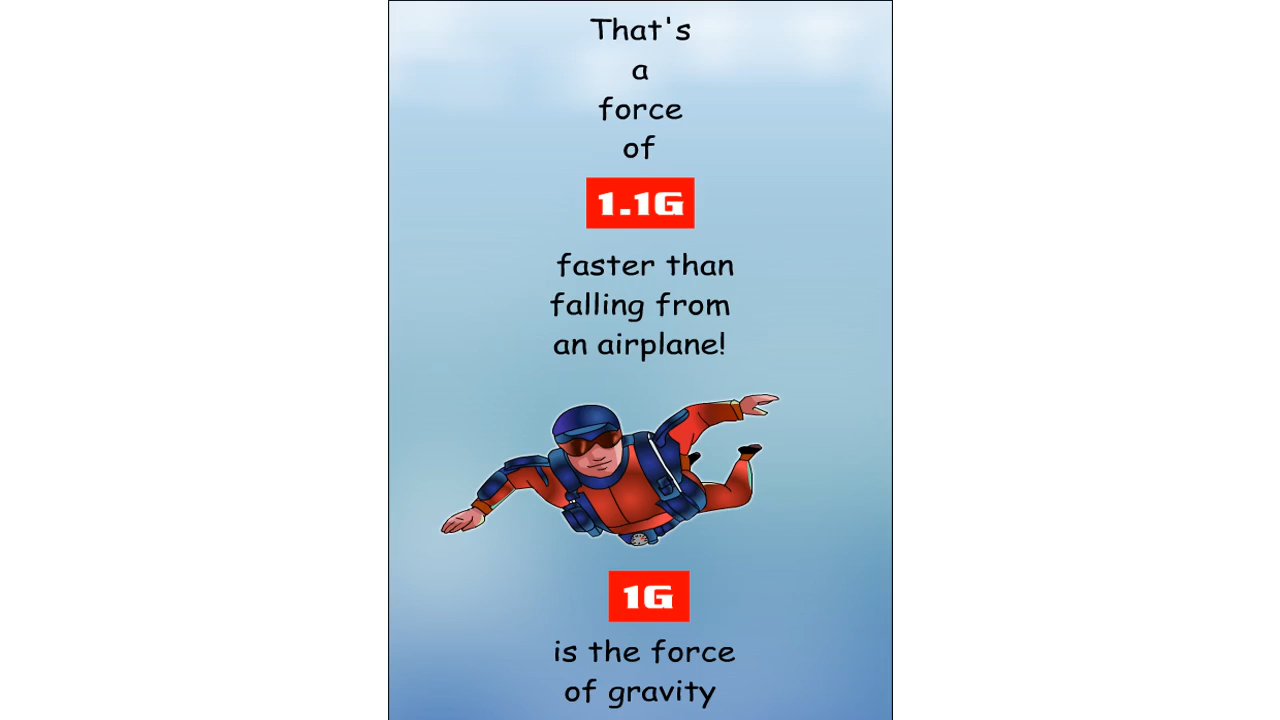 That's
a
force
of
1.1G
faster than
falling from
an airplane!
1G
is the force
of gravity